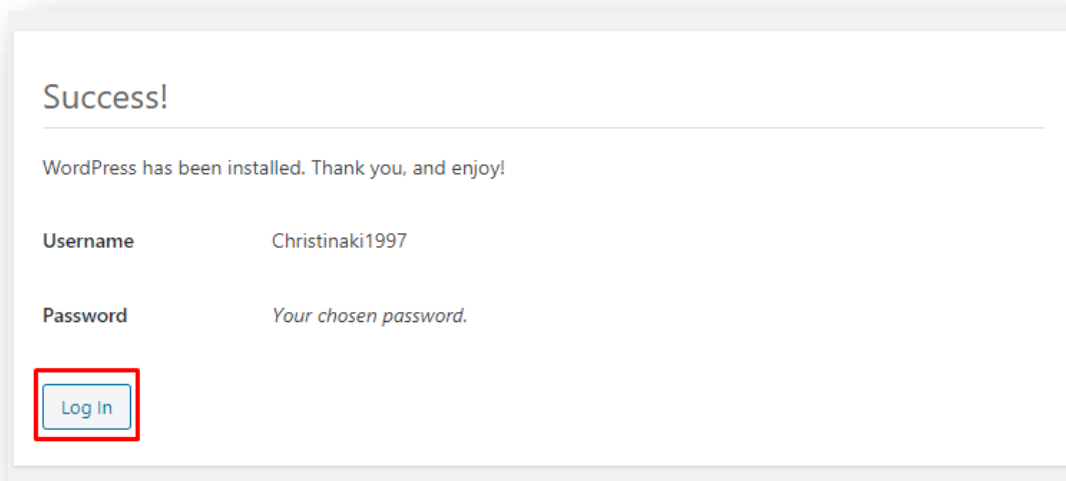 Success!
WordPress has been installed. Thank you, and enjoy!
Username Christinaki1997
Password Your chosen password.
Log In